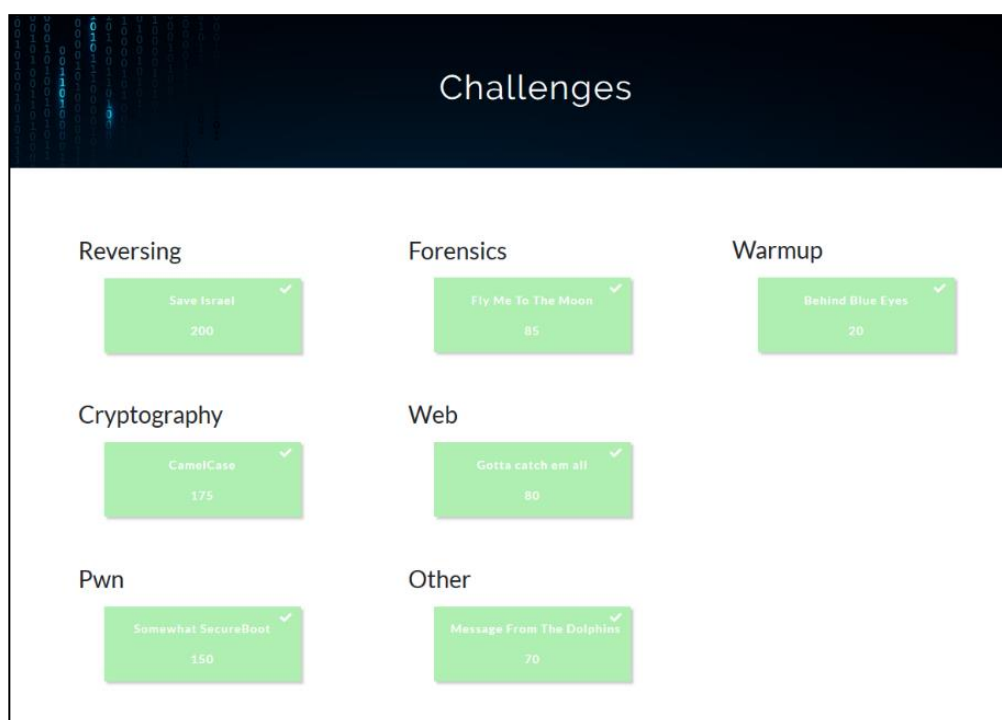 Challenges
Reversing
Save Israel
200
Forensics
Fly Me To The Moon
85
Warmup
Behind Blue Eyes
20
Cryptography
CamelCase
175
Web
Gotta catch em all
80
Pwn
Somewhat SecureBoot
150
Other
Message From The Dolphins
70